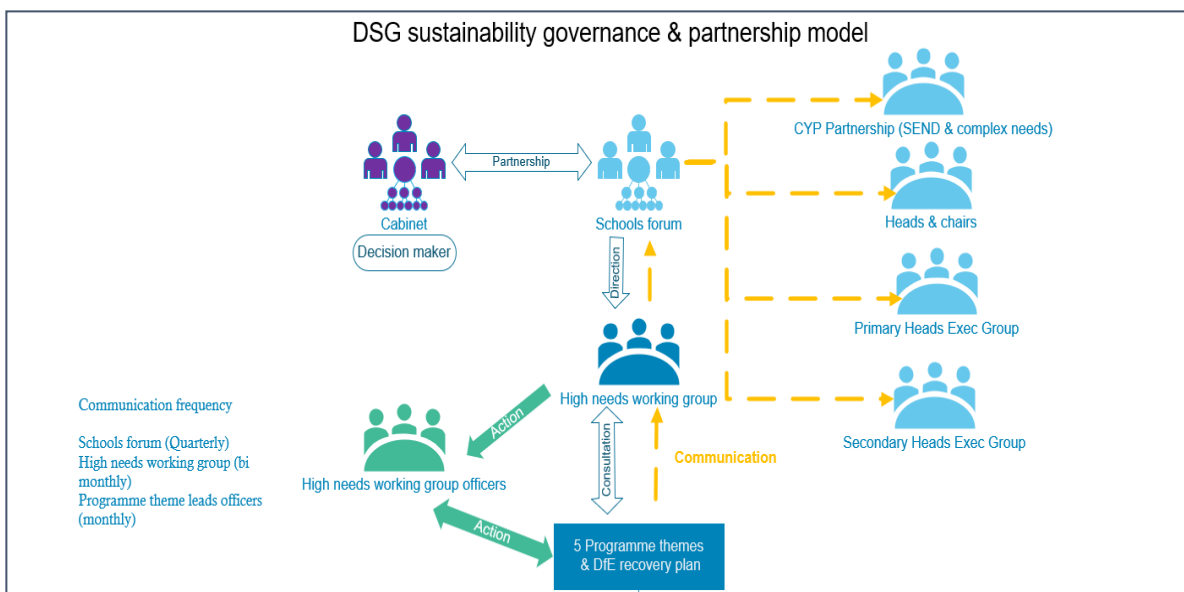 DSG sustainability governance & partnership model
CYP Partnership (SEND & complex needs)
Partnership
Cabinet
Decision maker
Schools forum
Heads & chairs
Direction
Primary Heads Exec Group
High needs working group
Communication frequency
Schools forum (Quarterly)
High needs working group (bi
monthly)
Programme theme leads officers
(monthly)
Action
High needs working group officers
Consultation
Communication
Secondary Heads Exec Group
Action
5 Programme themes
& DfE recovery plan